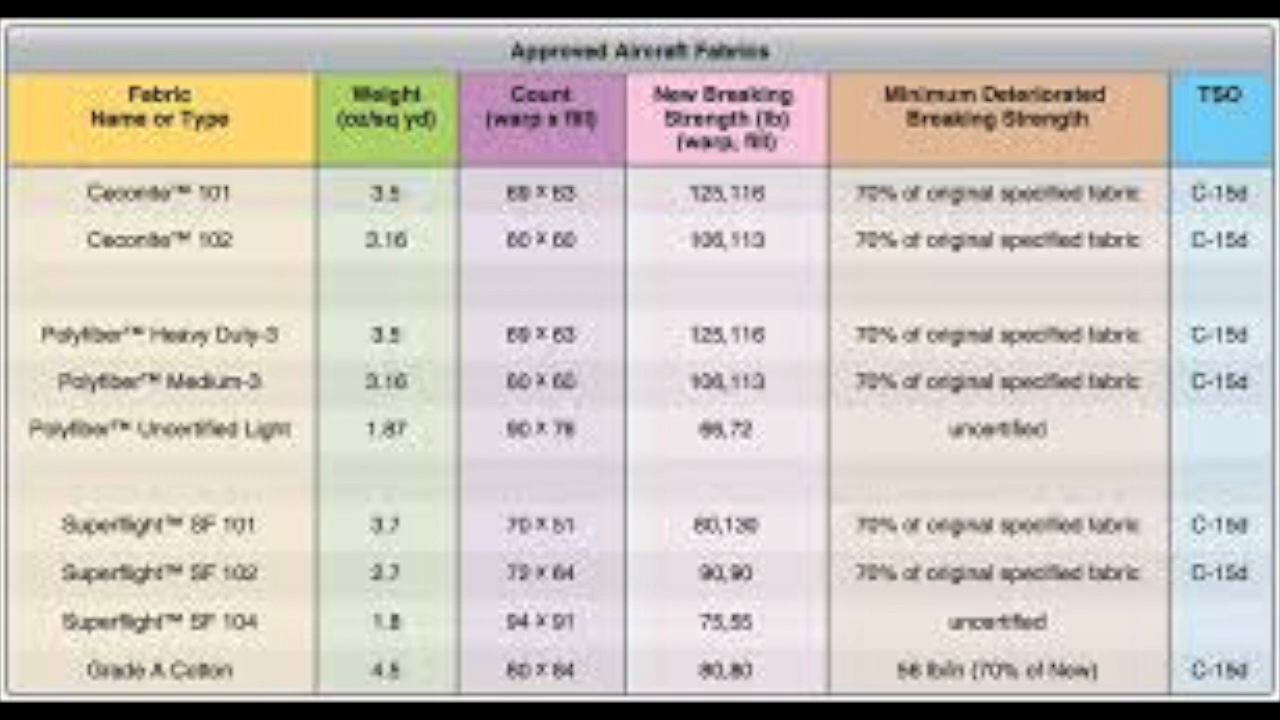 Approved Aircraft Fabrics
Fabric Name or Type Weight (oz/sq yd) Count (warp x fill) New Breaking Strength (lb) (warp, fill) Minimum Deteriorated Breaking Strength TSO
Ceconite™ 101 3.5 69 X 63 125,116 70% of original specified fabric C-15d
Ceconite™ 102 3.16 60 X 60 106,113 70% of original specified fabric C-15d
Polyfiber™ Heavy Duty-3 3.5 69 X 63 125,116 70% of original specified fabric C-15d
Polyfiber™ Medium-3 3.16 60 X 60 106,113 70% of original specified fabric C-15d
Polyfiber™ Uncertified Light 1.87 90 X 76 66,72 uncertified
Superflight™ SF 101 3.7 70 X 51 80,130 70% of original specified fabric C-15d
Superflight™ SF 102 2.7 72 X 64 90,90 70% of original specified fabric C-15d
Superflight™ SF 104 1.8 94 X 91 75,55 uncertified
Grade A Cotton 4.5 80 X 84 80,80 56 lb/in (70% of New) C-15d